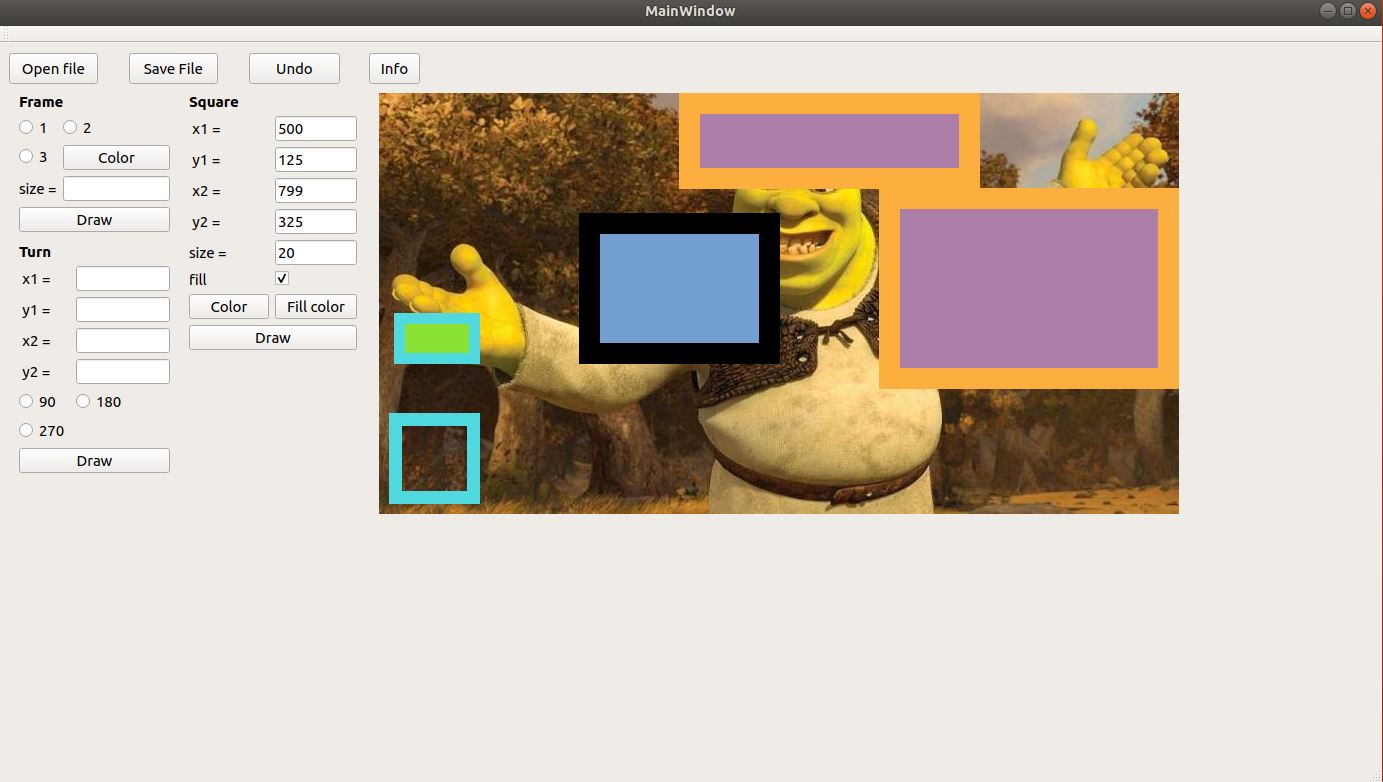 MainWindow
Open file Save File Undo Info
Frame
1 2
3 Color
size =
Draw
Turn
x1 =
y1 =
x2 =
y2 =
90 180
270
Draw
Square
x1 = 500
y1 = 125
x2 = 799
y2 = 325
size = 20
fill
Color Fill color
Draw